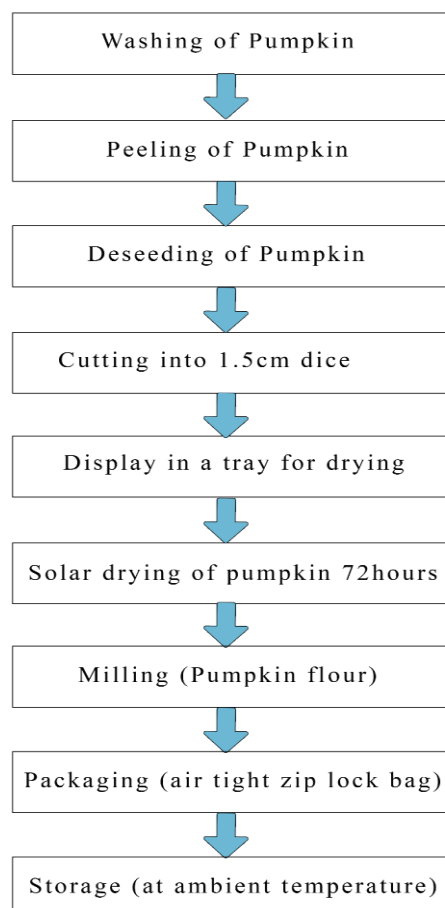 Washing of Pumpkin
Peeling of Pumpkin
Deseeding of Pumpkin
Cutting into 1.5cm dice
Display in a tray for drying
Solar drying of pumpkin 72hours
Milling (Pumpkin flour)
Packaging (air tight zip lock bag)
Storage (at ambient temperature)